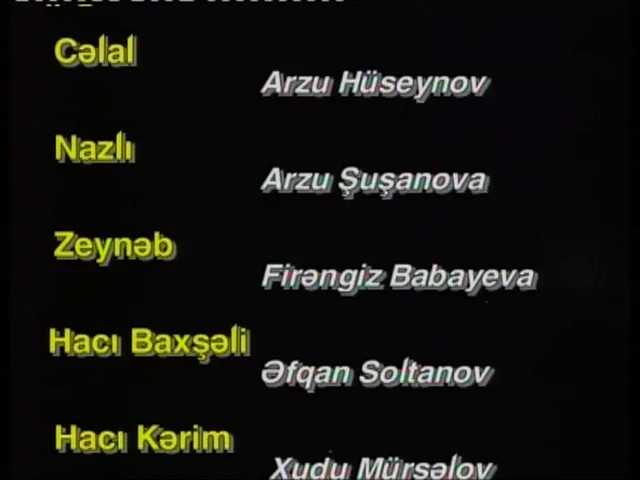 Cəlal
Arzu Hüseynov
Nazlı
Arzu Şuşanova
Zeynəb
Firəngiz Babayeva
Hacı Baxşəli
Əfqan Soltanov
Hacı Kərim
Xudu Mürsəlov